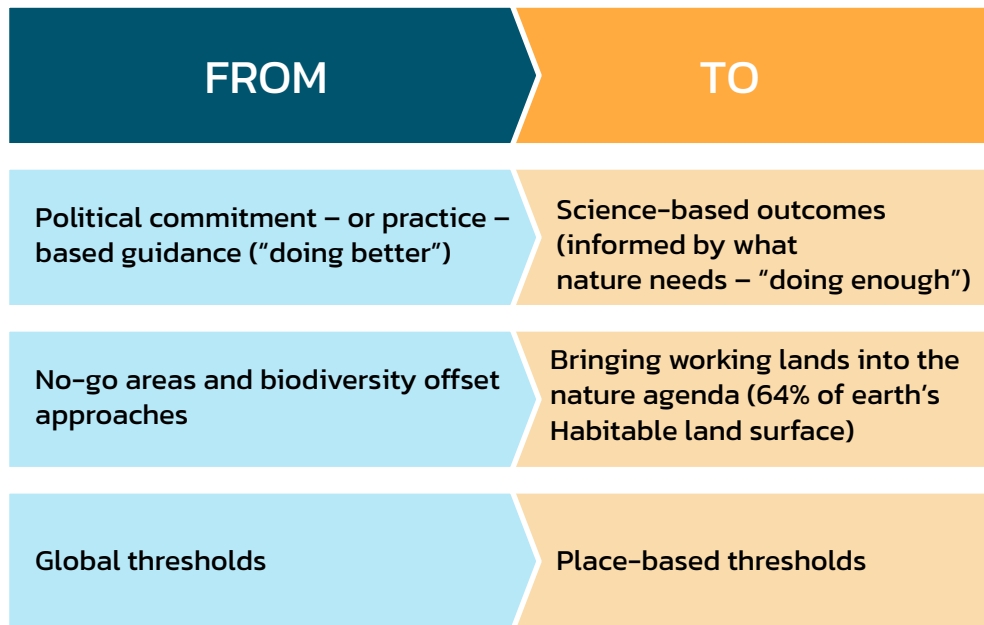 FROM
TO
Political commitment – or practice –
based guidance (“doing better”)
Science-based outcomes
(informed by what
nature needs – “doing enough”)
No-go areas and biodiversity offset
approaches
Bringing working lands into the
nature agenda (64% of earth’s
Habitable land surface)
Global thresholds
Place-based thresholds